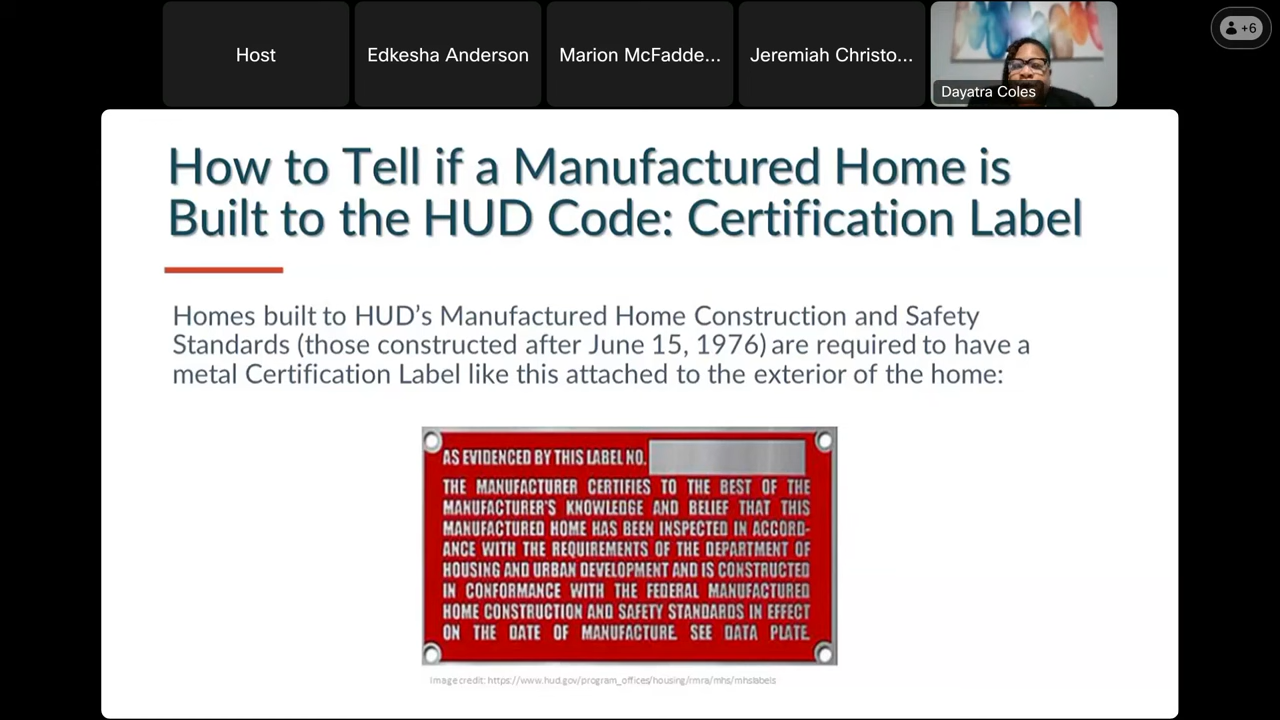 Host
Edkesha Anderson
Marion McFadde...
Jeremiah Christo...
Dayatra Coles
+6
How to Tell if a Manufactured Home is
Built to the HUD Code: Certification Label
Homes built to HUD’s Manufactured Home Construction and Safety
Standards (those constructed after June 15, 1976) are required to have a
metal Certification Label like this attached to the exterior of the home:
AS EVIDENCED BY THIS LABEL NO.
THE MANUFACTURER CERTIFIES TO THE BEST OF THE
MANUFACTURER'S KNOWLEDGE AND BELIEF THAT THIS
MANUFACTURED HOME HAS BEEN INSPECTED IN ACCORD-
ANCE WITH THE REQUIREMENTS OF THE DEPARTMENT OF
HOUSING AND URBAN DEVELOPMENT AND IS CONSTRUCTED
IN CONFORMANCE WITH THE FEDERAL MANUFACTURED
HOME CONSTRUCTION AND SAFETY STANDARDS IN EFFECT
ON THE DATE OF MANUFACTURE. SEE DATA PLATE.
Image credit: https://www.hud.gov/program_offices/housing/rmra/mhs/mhslabels